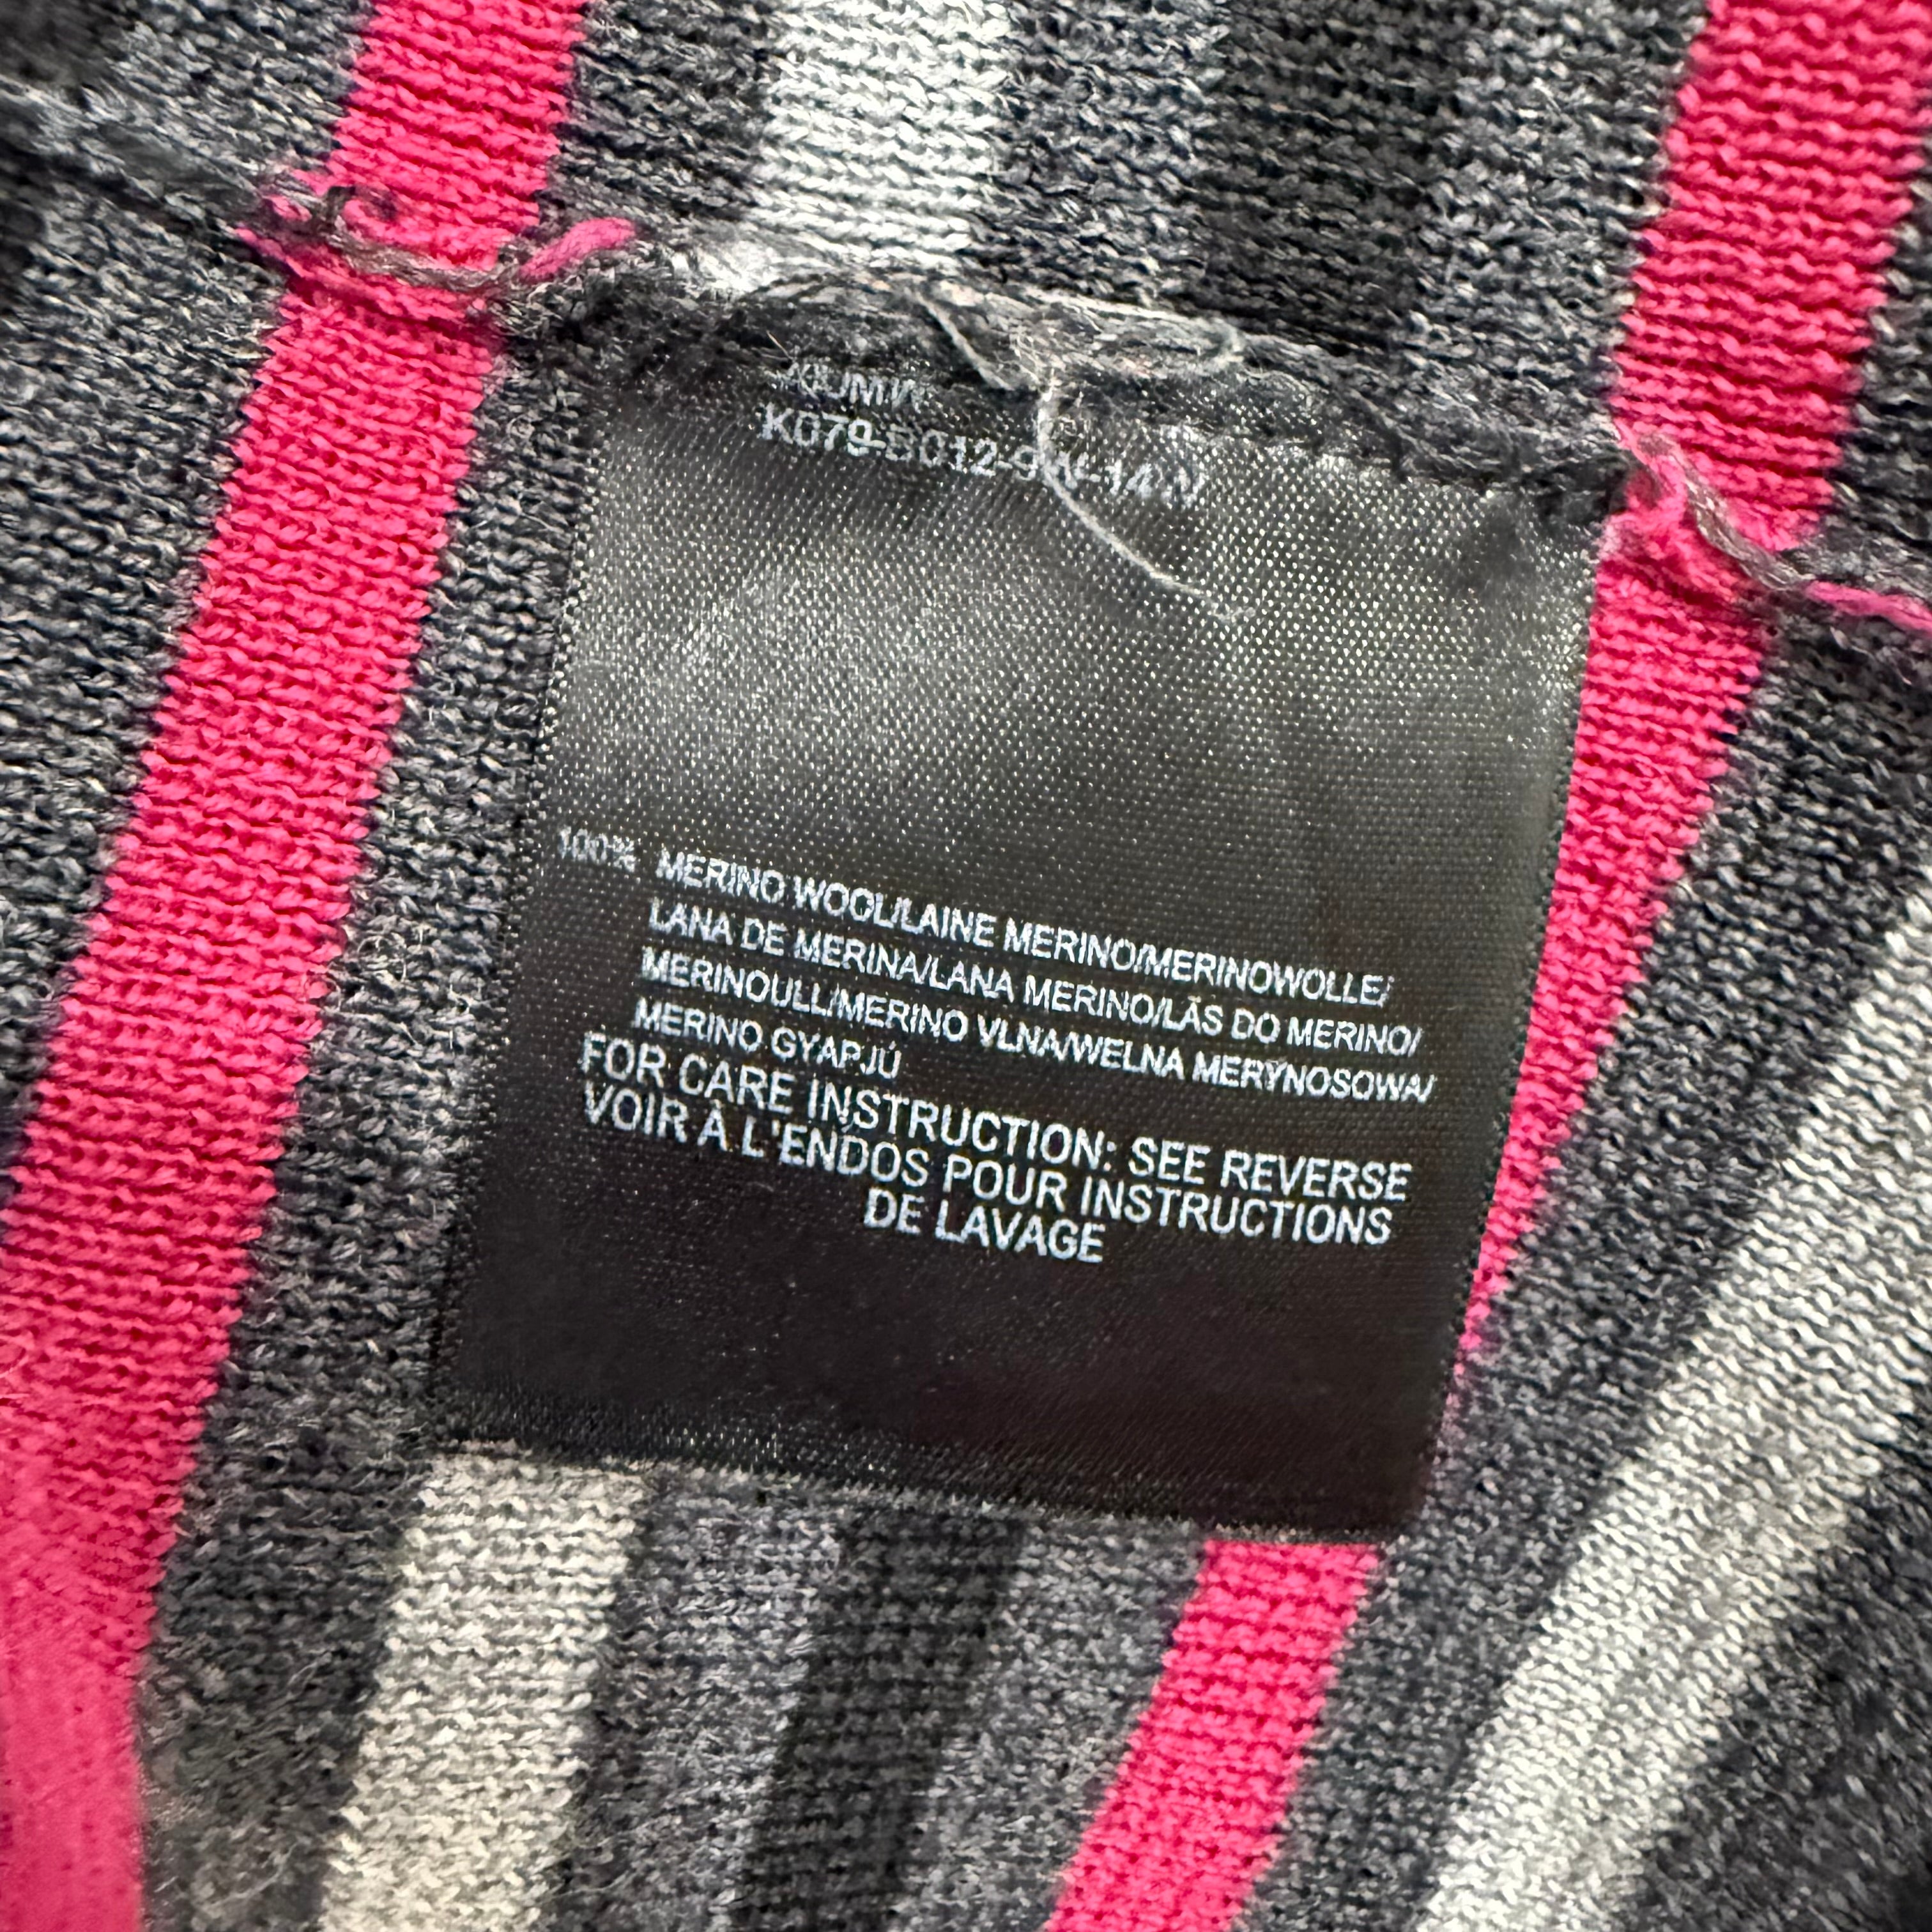 100% MERINO WOOL/LAINE MERINO/MERINOWOLLE/
LANA DE MERINA/LANA MERINO/LÃS DO MERINO/
MERINOULL/MERINO VLNA/WELNA MERYNOSOWA/
MERINO GYAPJÚ
FOR CARE INSTRUCTION: SEE REVERSE
VOIR À L'ENDOS POUR INSTRUCTIONS
DE LAVAGE